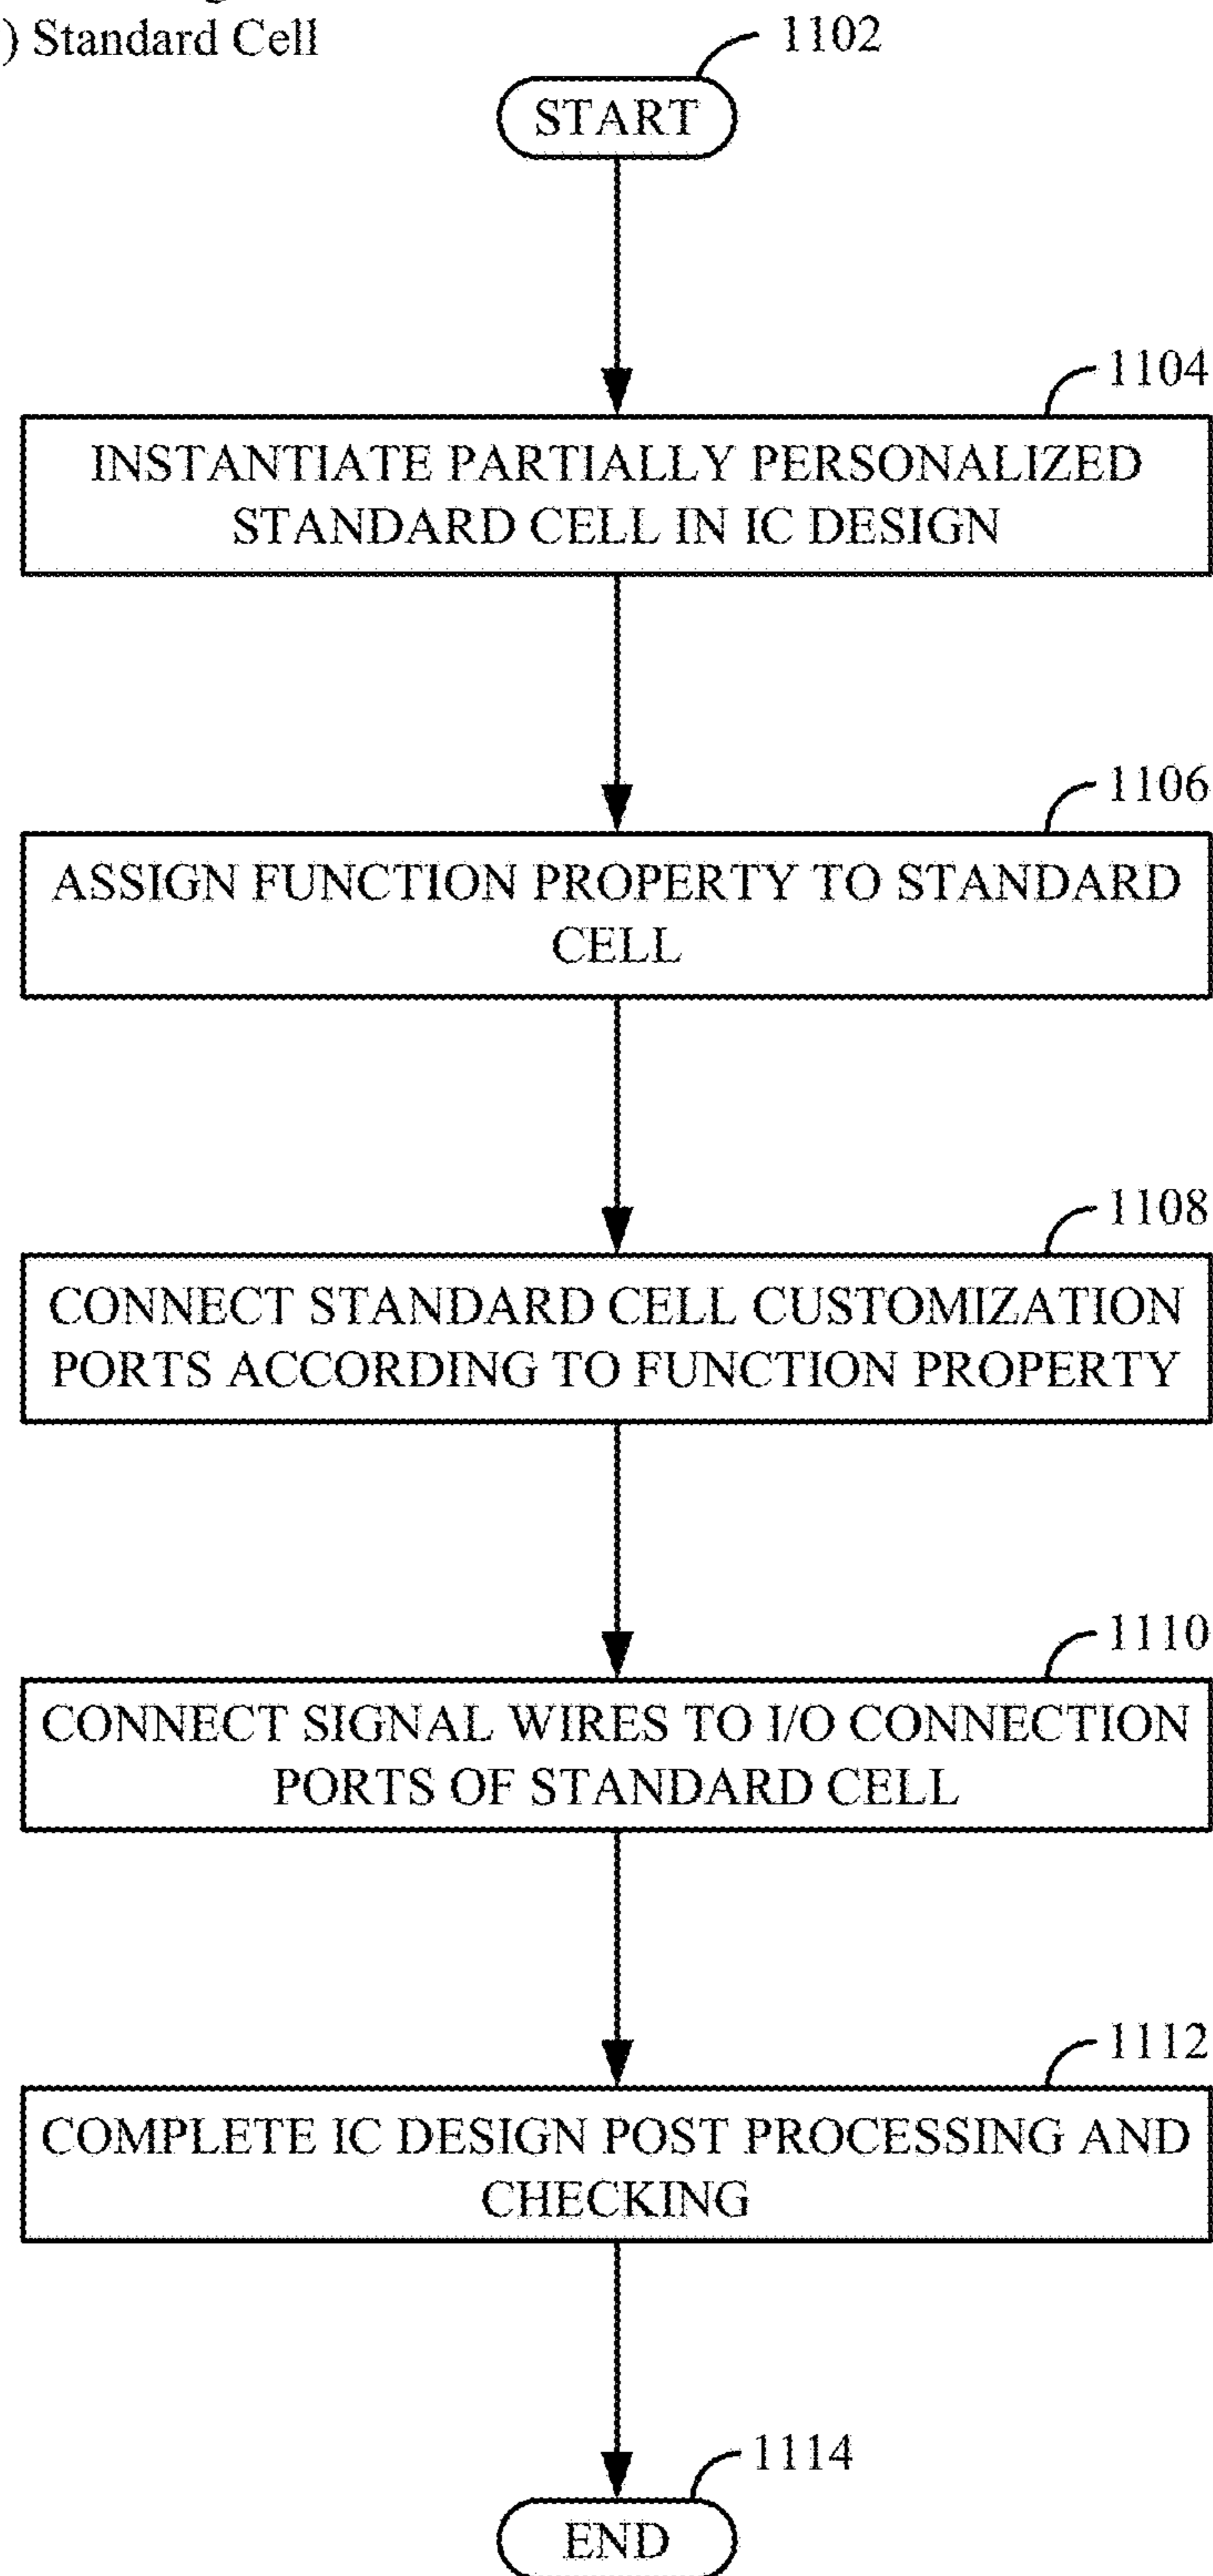 ) Standard Cell
1102
START
1104
INSTANTIATE PARTIALLY PERSONALIZED
STANDARD CELL IN IC DESIGN
1106
ASSIGN FUNCTION PROPERTY TO STANDARD
CELL
1108
CONNECT STANDARD CELL CUSTOMIZATION
PORTS ACCORDING TO FUNCTION PROPERTY
1110
CONNECT SIGNAL WIRES TO I/O CONNECTION
PORTS OF STANDARD CELL
1112
COMPLETE IC DESIGN POST PROCESSING AND
CHECKING
1114
END